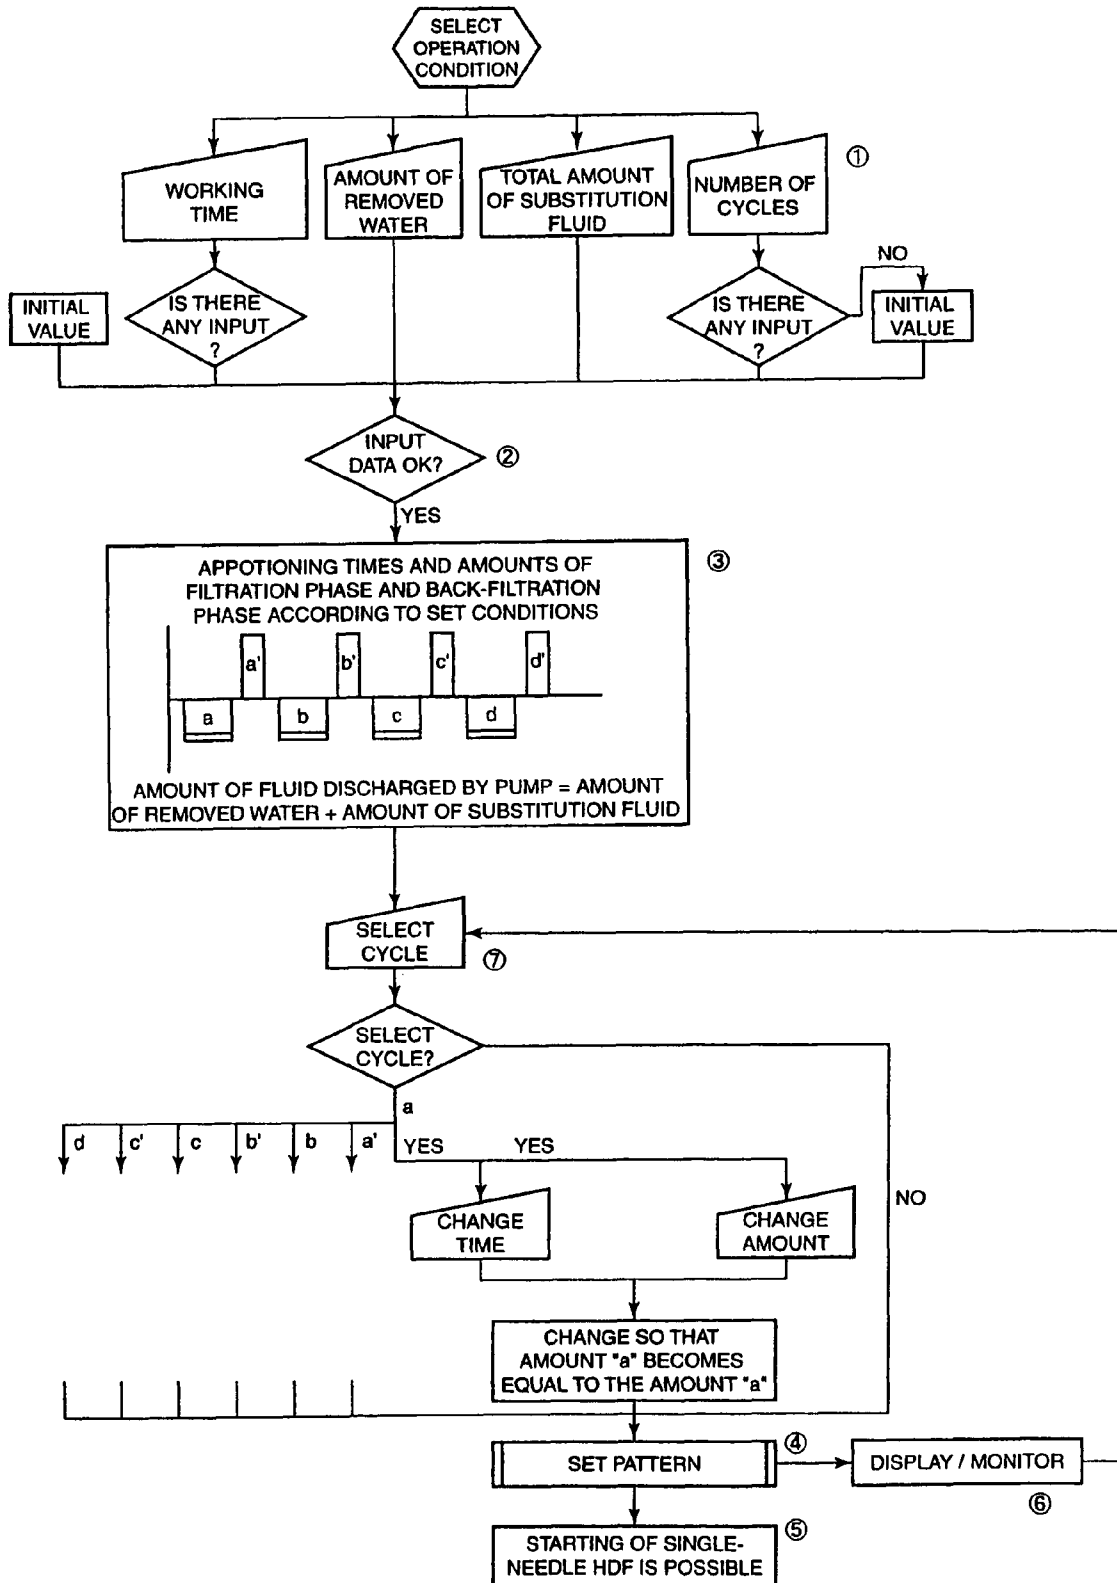 SELECT
OPERATION
CONDITION
WORKING
TIME
AMOUNT OF
REMOVED
WATER
TOTAL AMOUNT
OF SUBSTITUTION
FLUID
NUMBER OF
CYCLES
①
INITIAL
VALUE
IS THERE
ANY INPUT
?
IS THERE
ANY INPUT
?
NO
INITIAL
VALUE
INPUT
DATA OK?
②
YES
③
APPOTIONING TIMES AND AMOUNTS OF
FILTRATION PHASE AND BACK-FILTRATION
PHASE ACCORDING TO SET CONDITIONS
a' b' c' d'
a b c d
AMOUNT OF FLUID DISCHARGED BY PUMP = AMOUNT
OF REMOVED WATER + AMOUNT OF SUBSTITUTION FLUID
SELECT
CYCLE
⑦
SELECT
CYCLE?
a
d c' c b' b a'
YES YES
NO
CHANGE
TIME
CHANGE
AMOUNT
CHANGE SO THAT
AMOUNT "a" BECOMES
EQUAL TO THE AMOUNT "a"
④
SET PATTERN
DISPLAY / MONITOR
⑥
⑤
STARTING OF SINGLE-
NEEDLE HDF IS POSSIBLE